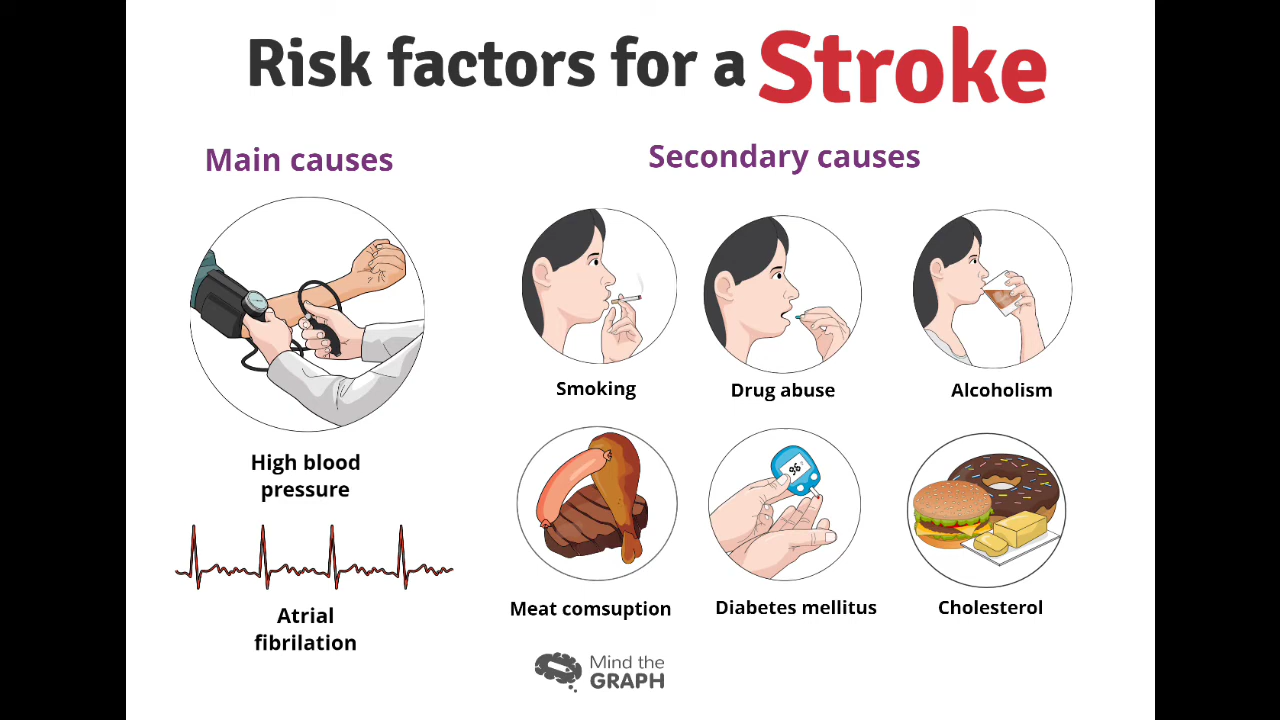 Risk factors for a Stroke
Main causes
Secondary causes
Smoking
Drug abuse
Alcoholism
High blood
pressure
96
Meat comsuption
Diabetes mellitus
Cholesterol
Atrial
fibrilation
Mind the
GRAPH